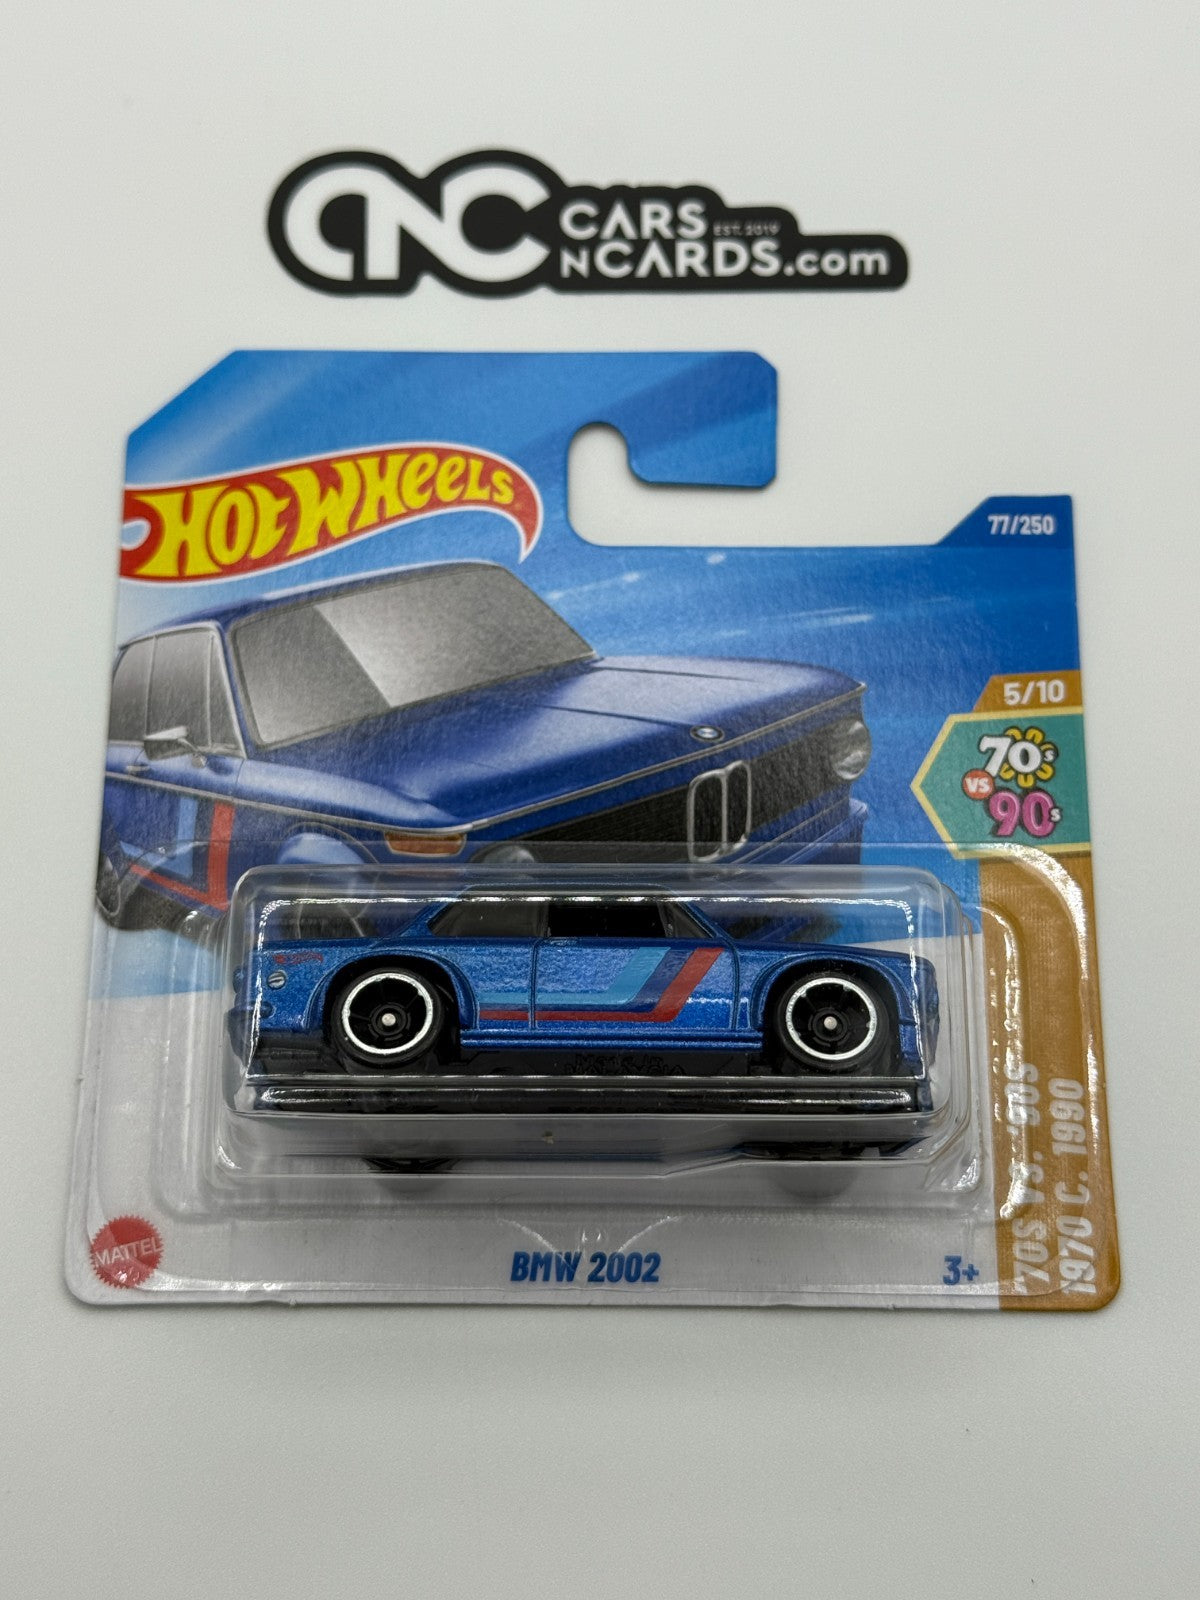 CNC CARS EST. 2019
N CARDS.com
HOT WHEELS
77/250
5/10
70s
VS
90s
'70S VS. '90S
1970 C. 1990
MATTEL
BMW 2002
3+